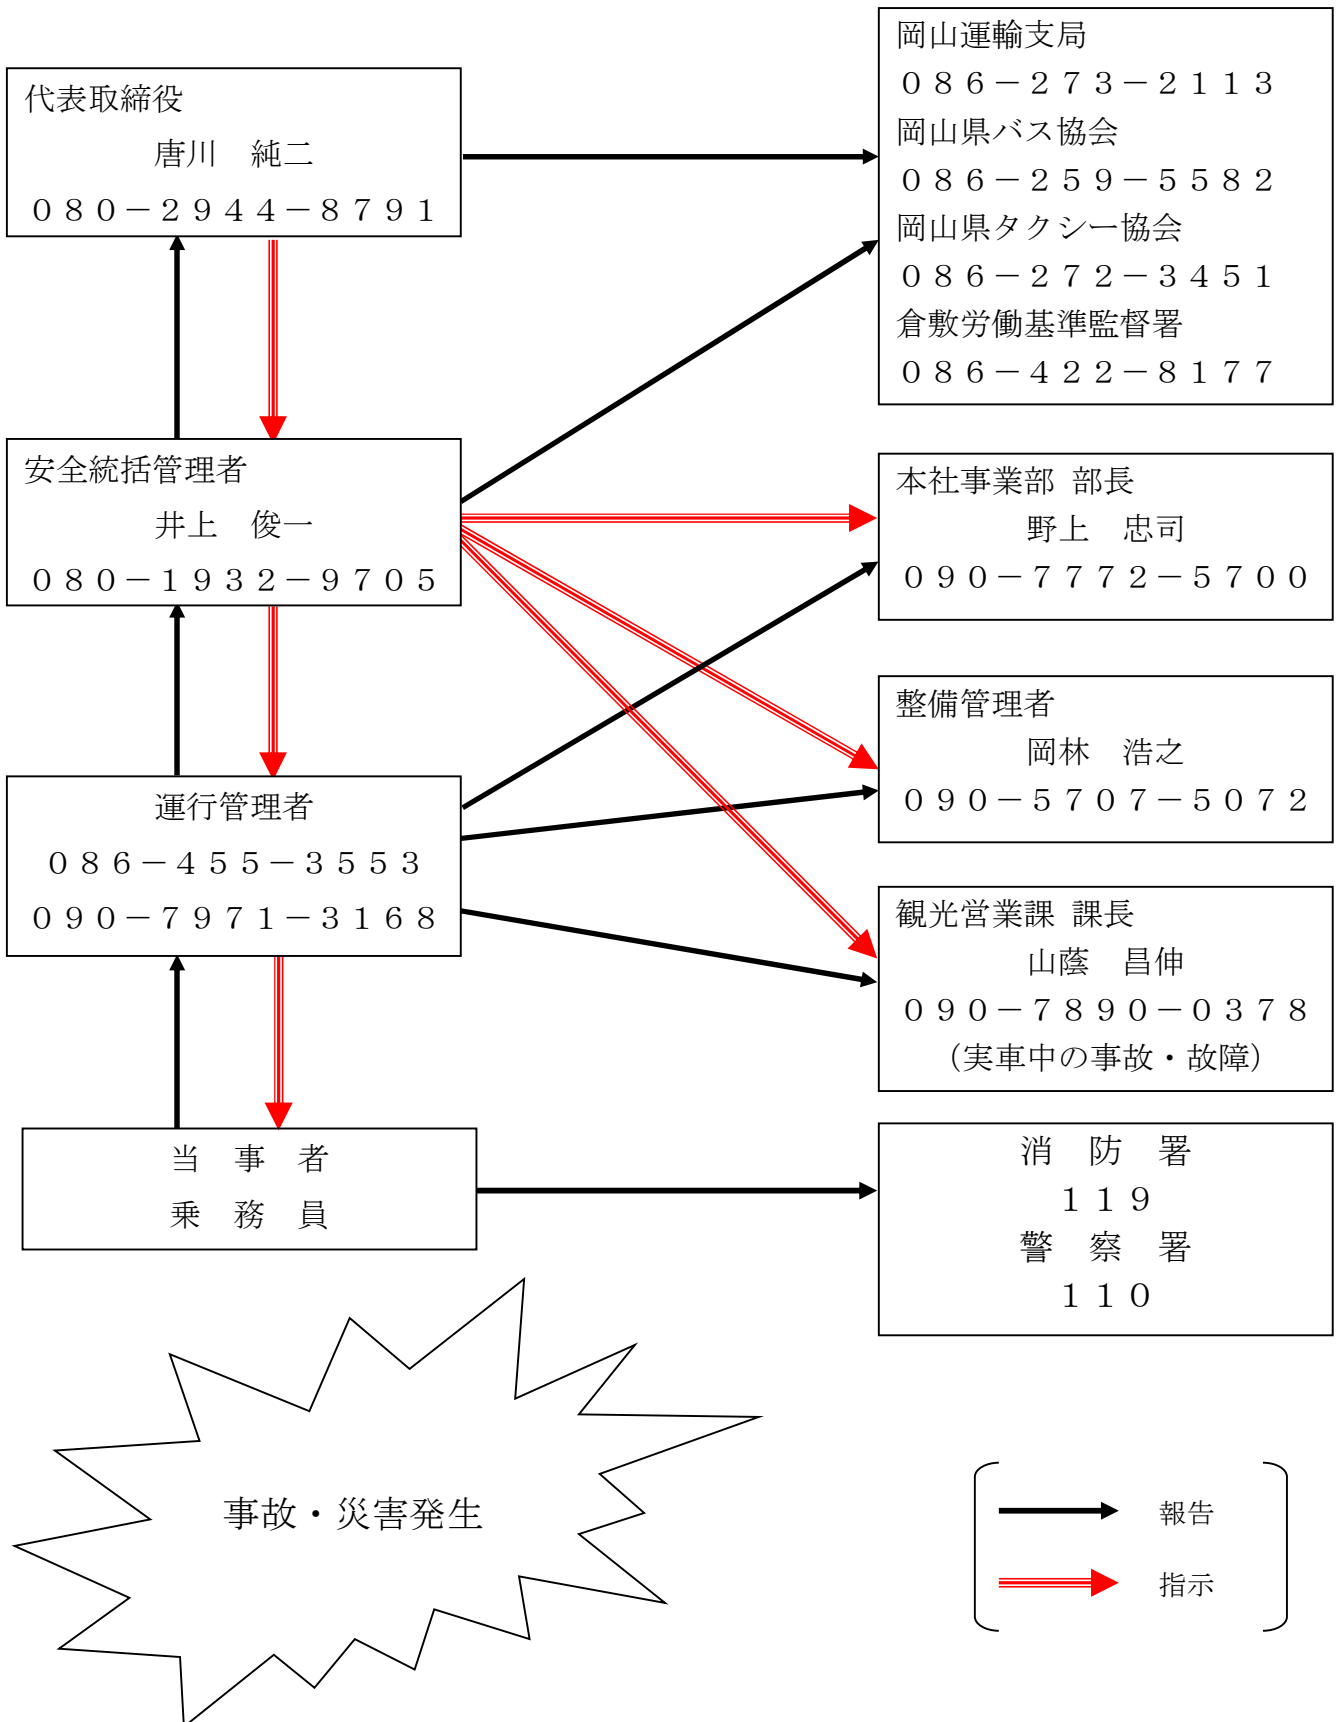 代表取締役
唐川　純二
０８０－２９４４－８７９１
岡山運輸支局
０８６－２７３－２１１３
岡山県バス協会
０８６－２５９－５５８２
岡山県タクシー協会
０８６－２７２－３４５１
倉敷労働基準監督署
０８６－４２２－８１７７
安全統括管理者
井上　俊一
０８０－１９３２－９７０５
本社事業部 部長
野上　忠司
０９０－７７７２－５７００
運行管理者
０８６－４５５－３５５３
０９０－７９７１－３１６８
整備管理者
岡林　浩之
０９０－５７０７－５０７２
観光営業課 課長
山蔭　昌伸
０９０－７８９０－０３７８
（実車中の事故・故障）
当　事　者
乗　務　員
消　防　署
１１９
警　察　署
１１０
事故・災害発生
報告
指示